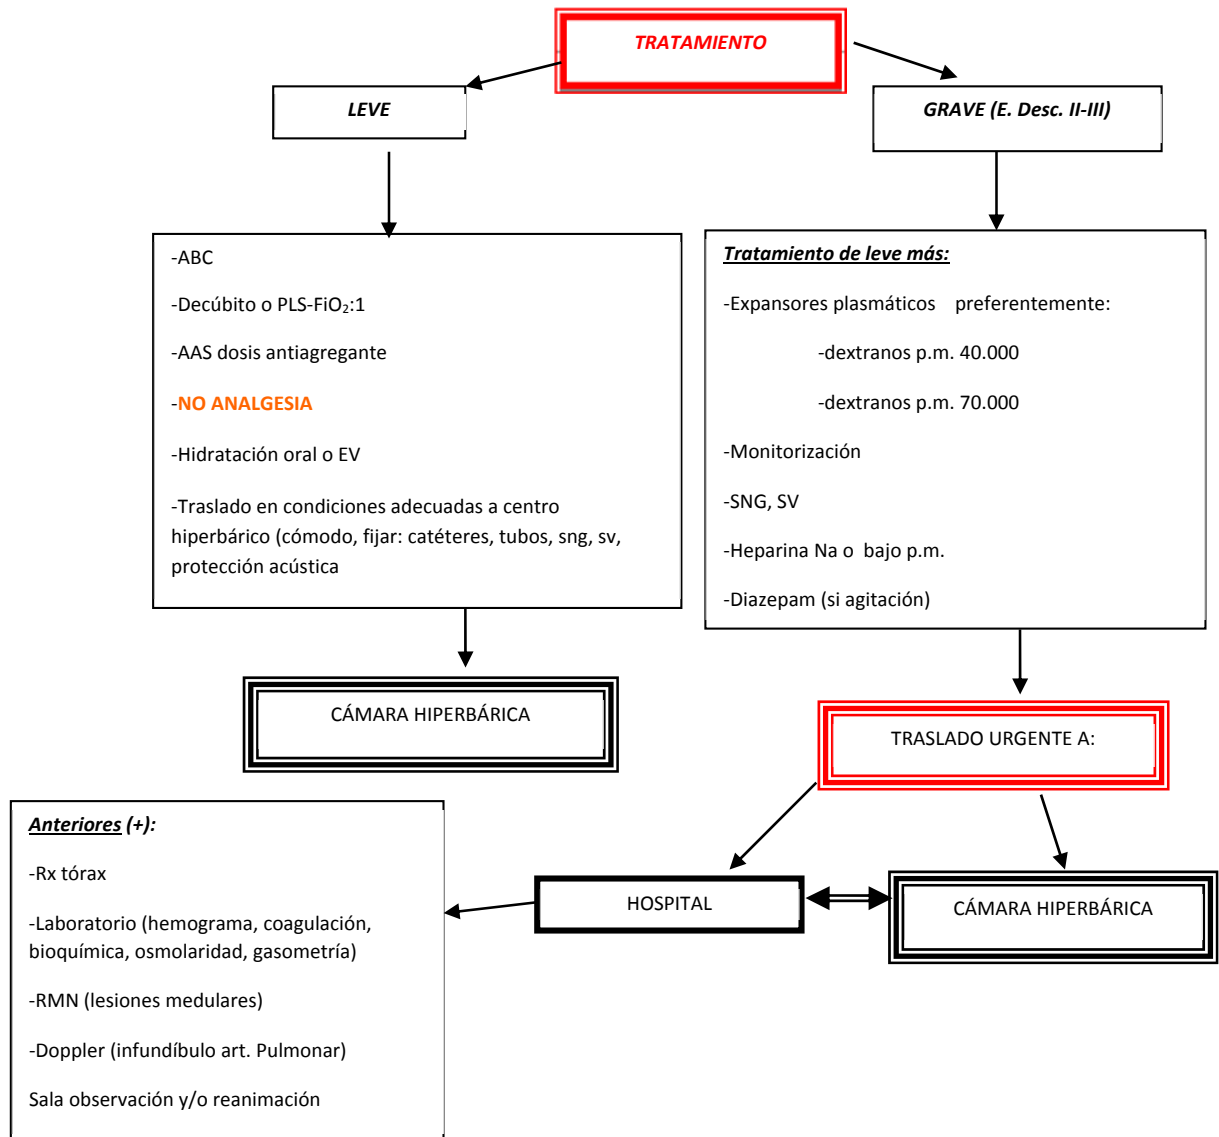 TRATAMIENTO
LEVE
GRAVE (E. Desc. II-III)
-ABC
-Decúbito o PLS-FiO₂:1
-AAS dosis antiagregante
-NO ANALGESIA
-Hidratación oral o EV
-Traslado en condiciones adecuadas a centro
hiperbárico (cómodo, fijar: catéteres, tubos, sng, sv,
protección acústica
Tratamiento de leve más:
-Expansores plasmáticos preferentemente:
-dextranos p.m. 40.000
-dextranos p.m. 70.000
-Monitorización
-SNG, SV
-Heparina Na o bajo p.m.
-Diazepam (si agitación)
CÁMARA HIPERBÁRICA
TRASLADO URGENTE A:
Anteriores (+):
-Rx tórax
-Laboratorio (hemograma, coagulación,
bioquímica, osmolaridad, gasometría)
-RMN (lesiones medulares)
-Doppler (infundíbulo art. Pulmonar)
Sala observación y/o reanimación
HOSPITAL
CÁMARA HIPERBÁRICA